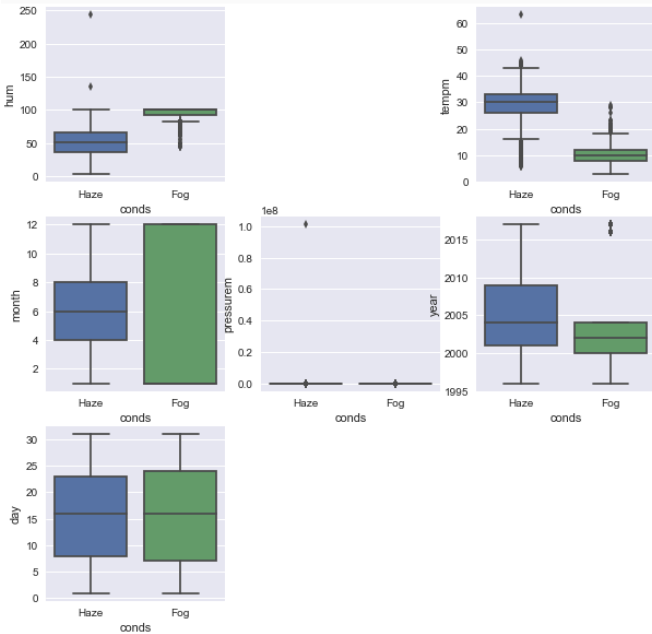 250
200
150
100
50
0
hum
Haze Fog
conds
60
50
40
30
20
10
0
tempm
Haze Fog
conds
12
10
8
6
4
2
month
Haze Fog
conds
1e8
1.0
0.8
0.6
0.4
0.2
0.0
pressurem
Haze Fog
conds
2015
2010
2005
2000
1995
year
Haze Fog
conds
30
25
20
15
10
5
0
day
Haze Fog
conds